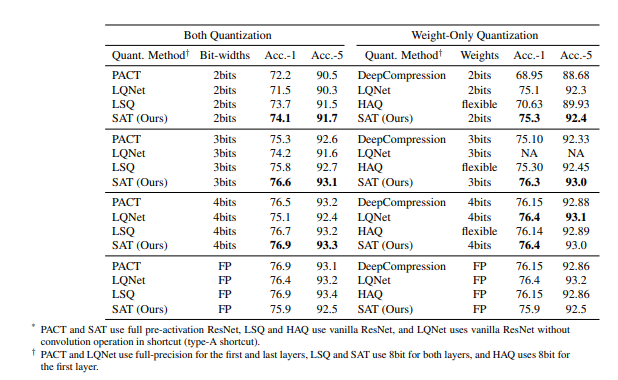 Both Quantization Weight-Only Quantization
Quant. Method† Bit-widths Acc.-1 Acc.-5 Quant. Method† Weights Acc.-1 Acc.-5
PACT 2bits 72.2 90.5 DeepCompression 2bits 68.95 88.68
LQNet 2bits 71.5 90.3 LQNet 2bits 75.1 92.3
LSQ 2bits 73.7 91.5 HAQ flexible 70.63 89.93
SAT (Ours) 2bits 74.1 91.7 SAT (Ours) 2bits 75.3 92.4
PACT 3bits 75.3 92.6 DeepCompression 3bits 75.10 92.33
LQNet 3bits 74.2 91.6 LQNet 3bits NA NA
LSQ 3bits 75.8 92.7 HAQ flexible 75.30 92.45
SAT (Ours) 3bits 76.6 93.1 SAT (Ours) 3bits 76.3 93.0
PACT 4bits 76.5 93.2 DeepCompression 4bits 76.15 92.88
LQNet 4bits 75.1 92.4 LQNet 4bits 76.4 93.1
LSQ 4bits 76.7 93.2 HAQ flexible 76.14 92.89
SAT (Ours) 4bits 76.9 93.3 SAT (Ours) 4bits 76.4 93.0
PACT FP 76.9 93.1 DeepCompression FP 76.15 92.86
LQNet FP 76.4 93.2 LQNet FP 76.4 93.2
LSQ FP 76.9 93.4 HAQ FP 76.15 92.86
SAT (Ours) FP 75.9 92.5 SAT (Ours) FP 75.9 92.5
* PACT and SAT use full pre-activation ResNet, LSQ and HAQ use vanilla ResNet, and LQNet uses vanilla ResNet without
convolution operation in shortcut (type-A shortcut).
† PACT and LQNet use full-precision for the first and last layers, LSQ and SAT use 8bit for both layers, and HAQ uses 8bit for
the first layer.